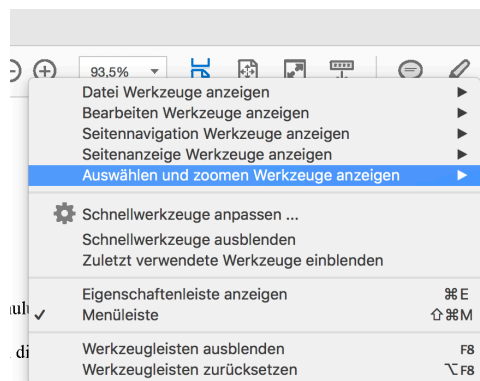 93,5%
Datei Werkzeuge anzeigen
Bearbeiten Werkzeuge anzeigen
Seitennavigation Werkzeuge anzeigen
Seitenanzeige Werkzeuge anzeigen
Auswählen und zoomen Werkzeuge anzeigen
Schnellwerkzeuge anpassen ...
Schnellwerkzeuge ausblenden
Zuletzt verwendete Werkzeuge einblenden
Eigenschaftenleiste anzeigen ⌘E
✓ Menüleiste ⇧⌘M
di
Werkzeugleisten ausblenden F8
Werkzeugleisten zurücksetzen ⌥F8